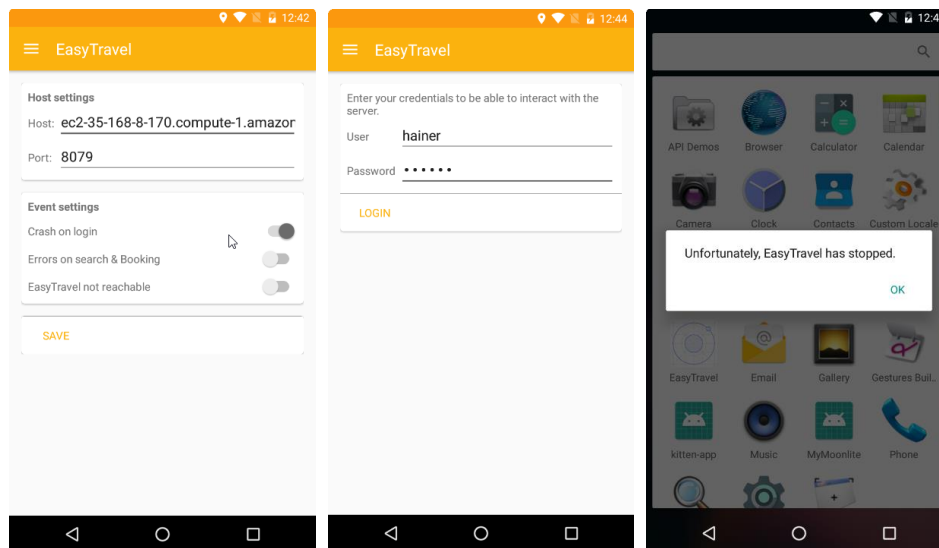 12:42
EasyTravel
Host settings
Host: ec2-35-168-8-170.compute-1.amazor
Port: 8079
Event settings
Crash on login
Errors on search & Booking
EasyTravel not reachable
SAVE
12:44
EasyTravel
Enter your credentials to be able to interact with the
server.
User hainer
Password ••••••
LOGIN
12:4
API Demos Browser Calculator Calendar
Camera Clock Contacts Custom Locale
Unfortunately, EasyTravel has stopped.
OK
EasyTravel Email Gallery Gestures Buil..
kitten-app Music MyMoonlite Phone